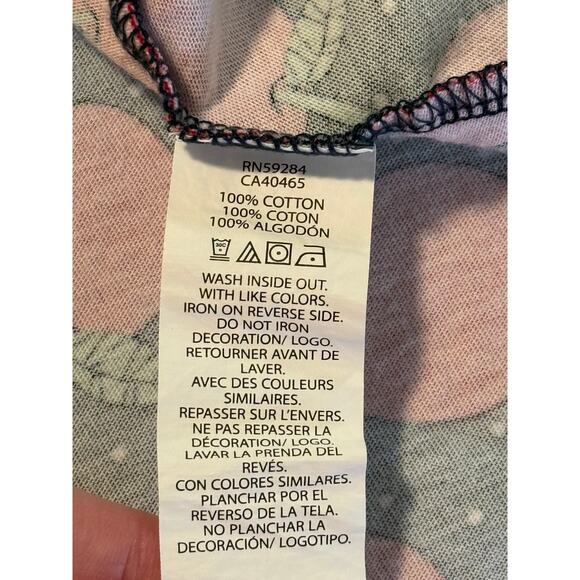 RN59284
CA40465
100% COTTON
100% COTON
100% ALGODÓN
30C
WASH INSIDE OUT.
WITH LIKE COLORS.
IRON ON REVERSE SIDE.
DO NOT IRON
DECORATION/ LOGO.
RETOURNER AVANT DE
LAVER.
AVEC DES COULEURS
SIMILAIRES.
REPASSER SUR L'ENVERS.
NE PAS REPASSER LA
DÉCORATION/ LOGO.
LAVAR LA PRENDA DEL
REVÉS.
CON COLORES SIMILARES.
PLANCHAR POR EL
REVERSO DE LA TELA.
NO PLANCHAR LA
DECORACIÓN/ LOGOTIPO.